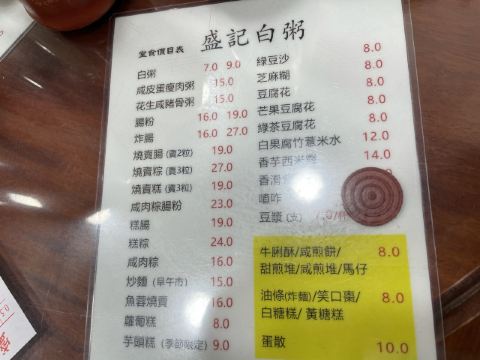 盛記白粥
堂食價目表
白粥 7.0 9.0
咸皮蛋瘦肉粥 15.0
花生咸豬骨粥 15.0
腸粉 16.0 19.0
炸腸 16.0 27.0
燒賣腸 (賣2粒) 19.0
燒賣粽 (賣3粒) 27.0
燒賣糕 (賣3粒) 19.0
咸肉粽腸粉 23.0
糕腸 19.0
糕粽 24.0
咸肉粽 16.0
炒麵 (早午市) 15.0
魚蓉燒賣 16.0
蘿蔔糕 8.0
芋頭糕 (季節限定) 9.0
綠豆沙 8.0
芝麻糊 8.0
豆腐花 8.0
芒果豆腐花 8.0
綠茶豆腐花 8.0
白果腐竹薏米水 12.0
香芋西米 14.0
香滑
喳咋
豆漿 (支)
牛脷酥/咸煎餅/ 8.0
甜煎堆/咸煎堆/馬仔
油條(炸麵)/笑口棗/ 8.0
白糖糕/ 黃糖糕
蛋散 10.0